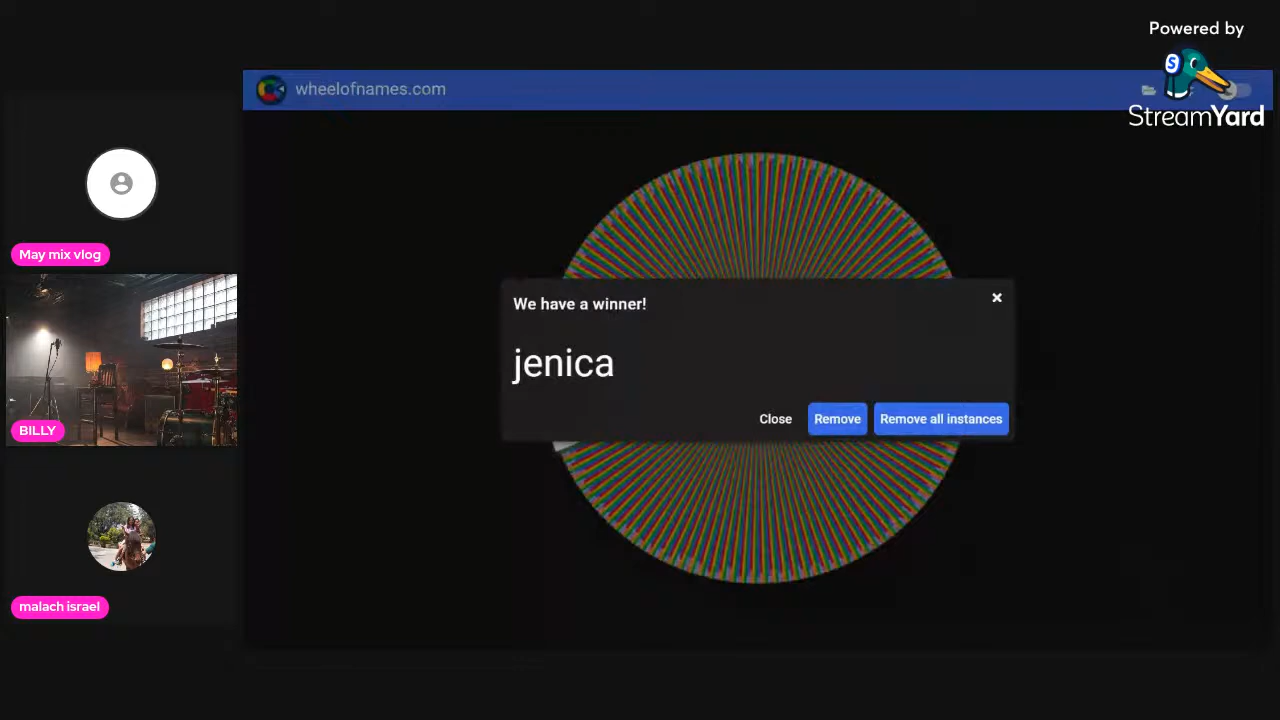 Powered by
StreamYard
wheelofnames.com
May mix vlog
BILLY
malach israel
We have a winner!
jenica
Close
Remove
Remove all instances